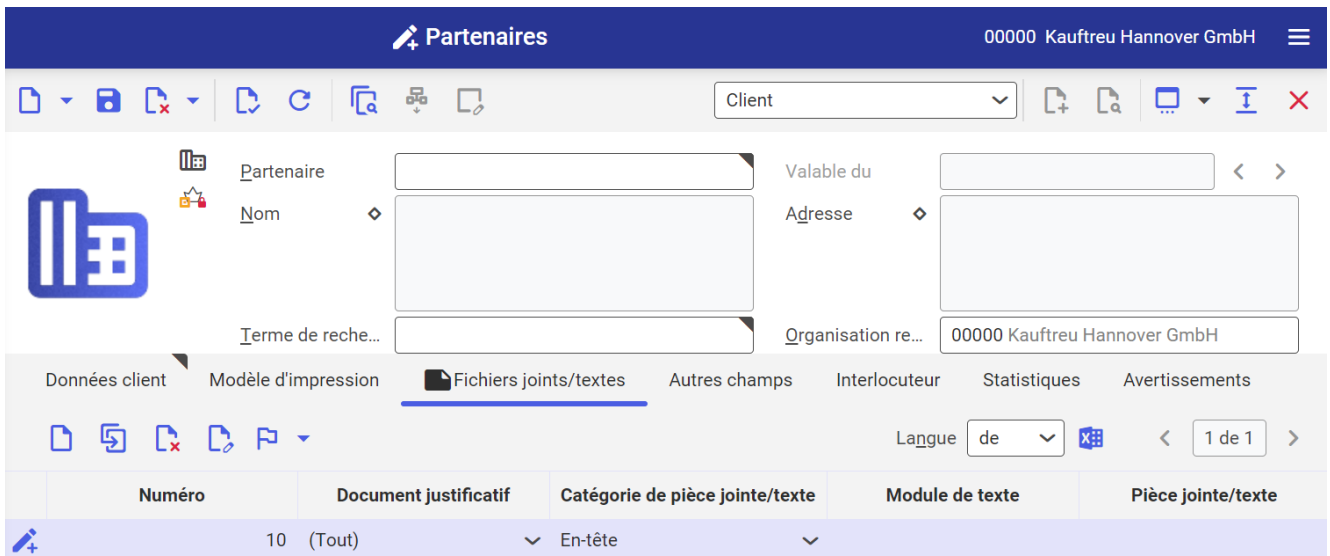 Partenaires 00000 Kauftreu Hannover GmbH
Client
Partenaire Valable du
Nom Adresse
Terme de reche... Organisation re... 00000 Kauftreu Hannover GmbH
Données client Modèle d'impression Fichiers joints/textes Autres champs Interlocuteur Statistiques Avertissements
Langue de 1 de 1
Numéro Document justificatif Catégorie de pièce jointe/texte Module de texte Pièce jointe/texte
10 (Tout) En-tête